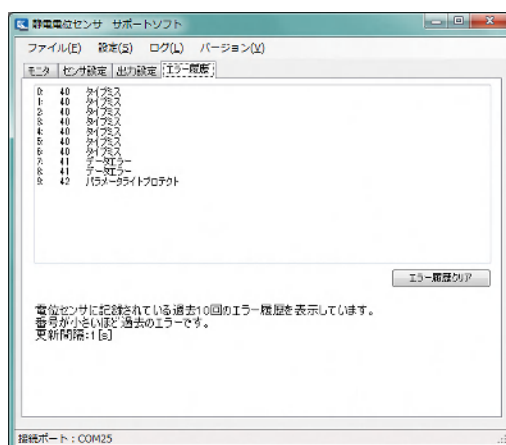 静電電位センサ サポートソフト
ファイル(F) 設定(S) ログ(L) バージョン(V)
モニタ センサ設定 出力設定 エラー履歴
0: 40 タイプミス
1: 40 タイプミス
2: 40 タイプミス
3: 40 タイプミス
4: 40 タイプミス
5: 40 タイプミス
6: 40 タイプミス
7: 41 データエラー
8: 41 データエラー
9: 42 パラメータライトプロテクト
エラー履歴クリア
電位センサに記録されている過去10回のエラー履歴を表示しています。
番号が小さいほど過去のエラーです。
更新間隔:1[s]
接続ポート:COM25